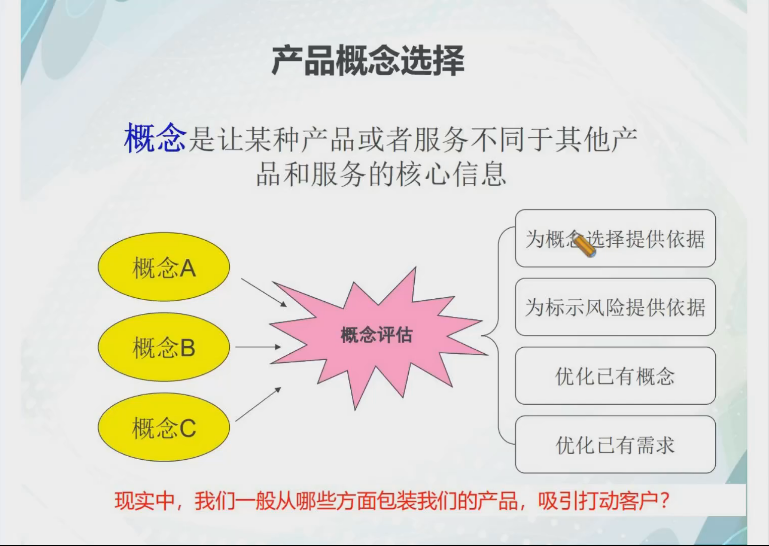 产品概念选择
概念是让某种产品或者服务不同于其他产
品和服务的核心信息
概念A
概念B
概念C
概念评估
为概念选择提供依据
为标示风险提供依据
优化已有概念
优化已有需求
现实中，我们一般从哪些方面包装我们的产品，吸引打动客户？